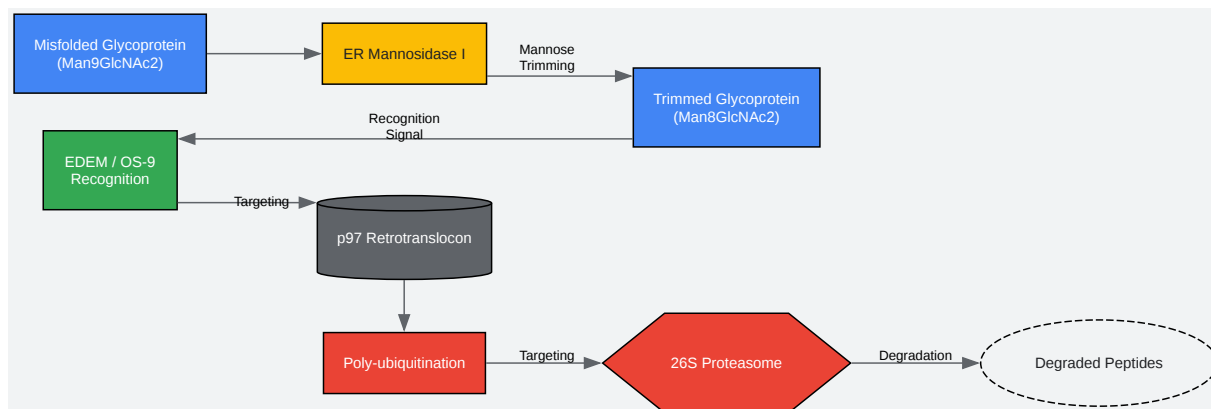 Misfolded Glycoprotein
(Man9GlcNAc2)
ER Mannosidase I
Mannose
Trimming
Trimmed Glycoprotein
(Man8GlcNAc2)
Recognition
Signal
EDEM / OS-9
Recognition
Targeting
p97 Retrotranslocon
Poly-ubiquitination
Targeting
26S Proteasome
Degradation
Degraded Peptides